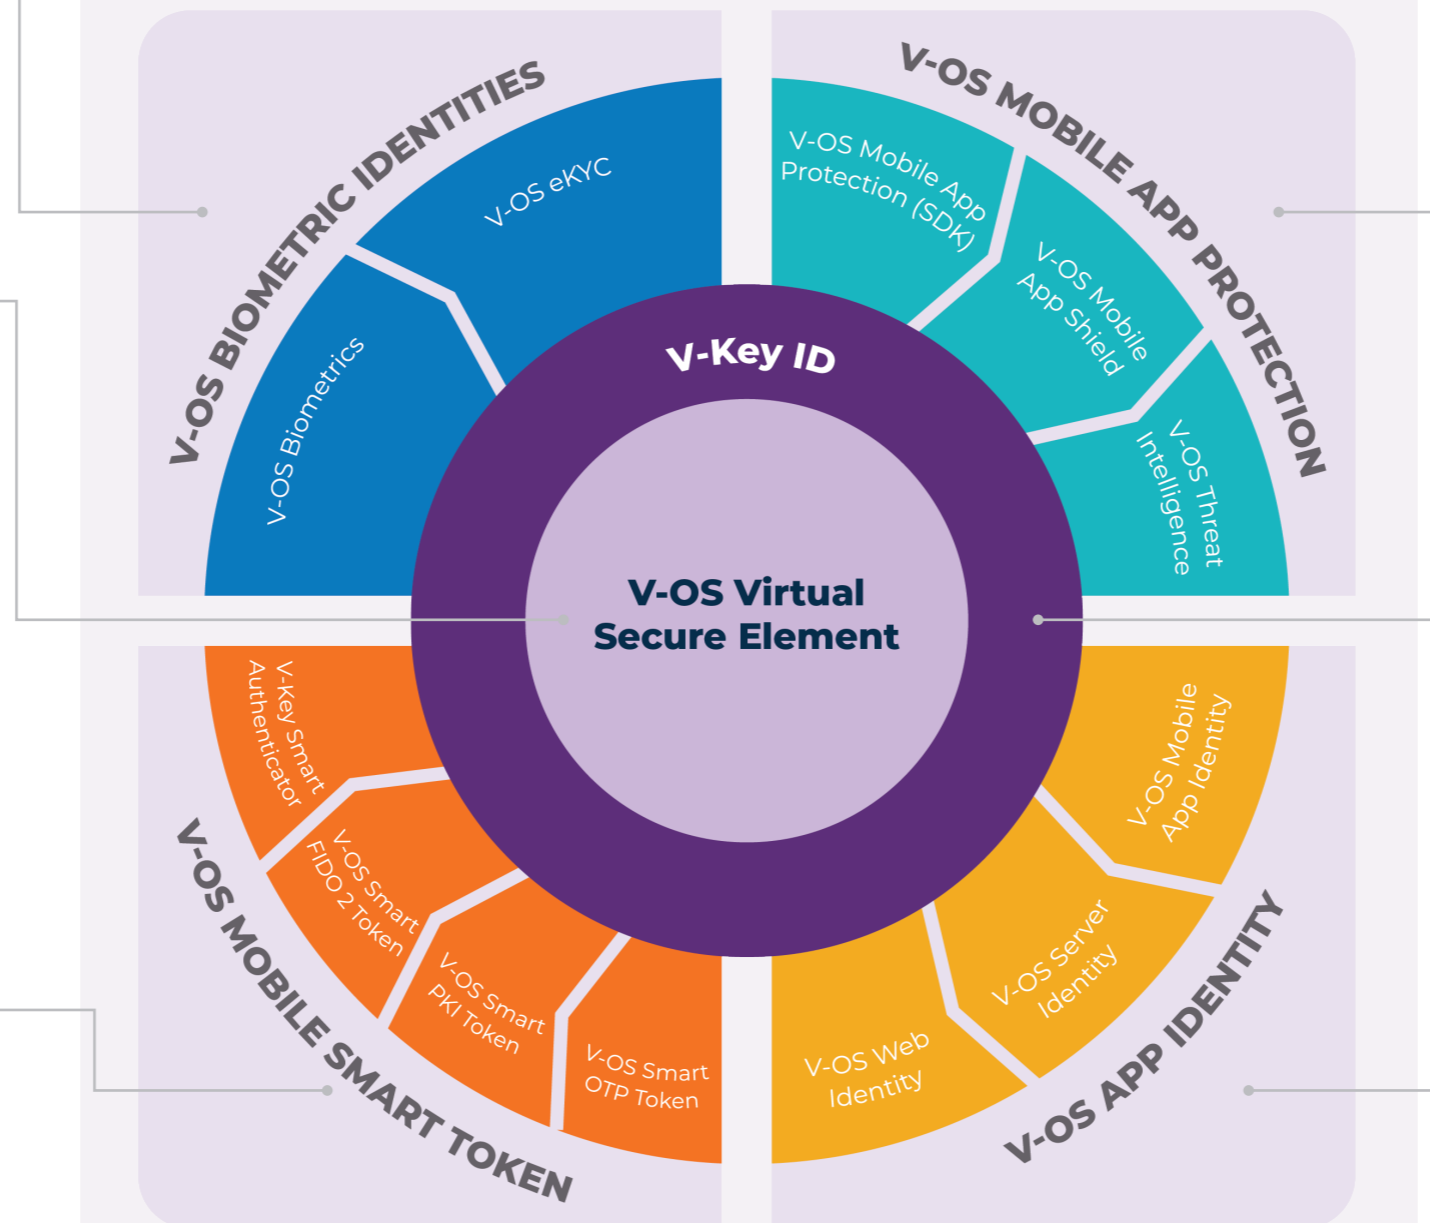 V-OS BIOMETRIC IDENTITIES
V-OS eKYC
V-OS Biometrics
V-OS MOBILE APP PROTECTION
V-OS Mobile App
Protection (SDK)
V-OS Mobile
App Shield
V-OS Threat
Intelligence
V-Key ID
V-OS Virtual
Secure Element
V-Key Smart
Authenticator
V-OS Smart
FIDO 2 Token
V-OS Smart
PKI Token
V-OS Smart
OTP Token
V-OS MOBILE SMART TOKEN
V-OS Mobile
App Identity
V-OS Server
Identity
V-OS Web
Identity
V-OS APP IDENTITY